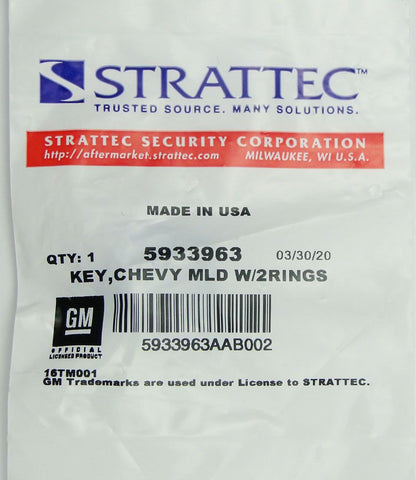 STRATTEC™
TRUSTED SOURCE. MANY SOLUTIONS.
STRATTEC SECURITY CORPORATION
http://aftermarket.strattec.com MILWAUKEE, WI U.S.A.
MADE IN USA
QTY: 1 5933963 03/30/20
KEY,CHEVY MLD W/2RINGS
GM
OFFICIAL
LICENSED PRODUCT
5933963AAB002
16TM001
GM Trademarks are used under License to STRATTEC.